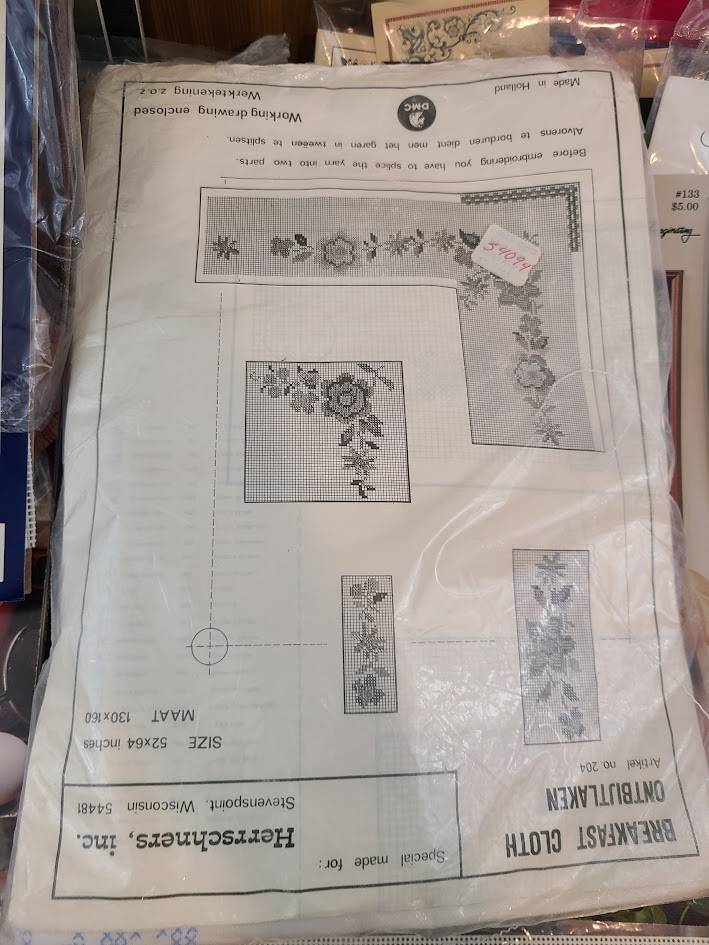 BREAKFAST CLOTH
ONTBIJTLAKEN
Artikel no. 204
Special made for:
Herrschners, inc.
Stevenspoint. Wisconsin 54481
SIZE 52x64 inches
MAAT 130x160
54094
Before embroidering you have to splice the yarn into two parts.
Alvorens te borduren dient men het garen in tweeën te splitsen.
DMC
Working drawing enclosed
Werktekening z.o.z.
Made in Holland
#133
$5.00